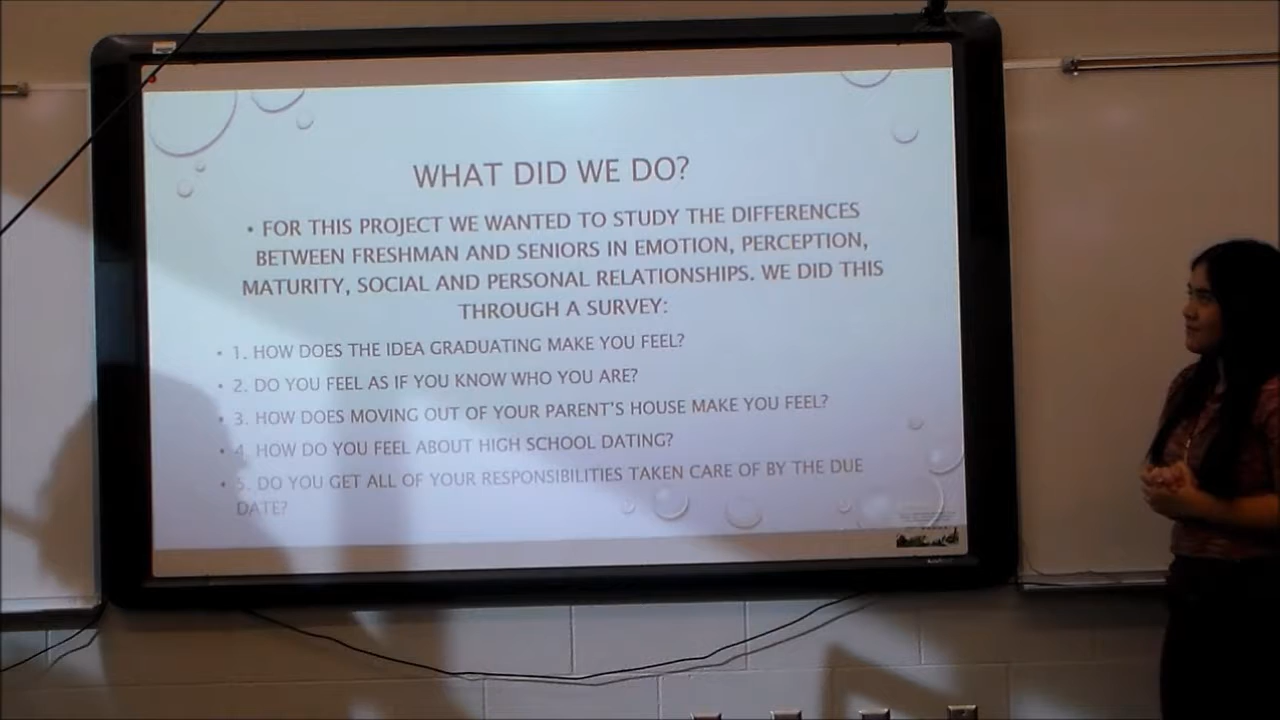 WHAT DID WE DO?
• FOR THIS PROJECT WE WANTED TO STUDY THE DIFFERENCES
BETWEEN FRESHMAN AND SENIORS IN EMOTION, PERCEPTION,
MATURITY, SOCIAL AND PERSONAL RELATIONSHIPS. WE DID THIS
THROUGH A SURVEY:
• 1. HOW DOES THE IDEA GRADUATING MAKE YOU FEEL?
• 2. DO YOU FEEL AS IF YOU KNOW WHO YOU ARE?
• 3. HOW DOES MOVING OUT OF YOUR PARENT'S HOUSE MAKE YOU FEEL?
• 4. HOW DO YOU FEEL ABOUT HIGH SCHOOL DATING?
• 5. DO YOU GET ALL OF YOUR RESPONSIBILITIES TAKEN CARE OF BY THE DUE
DATE?